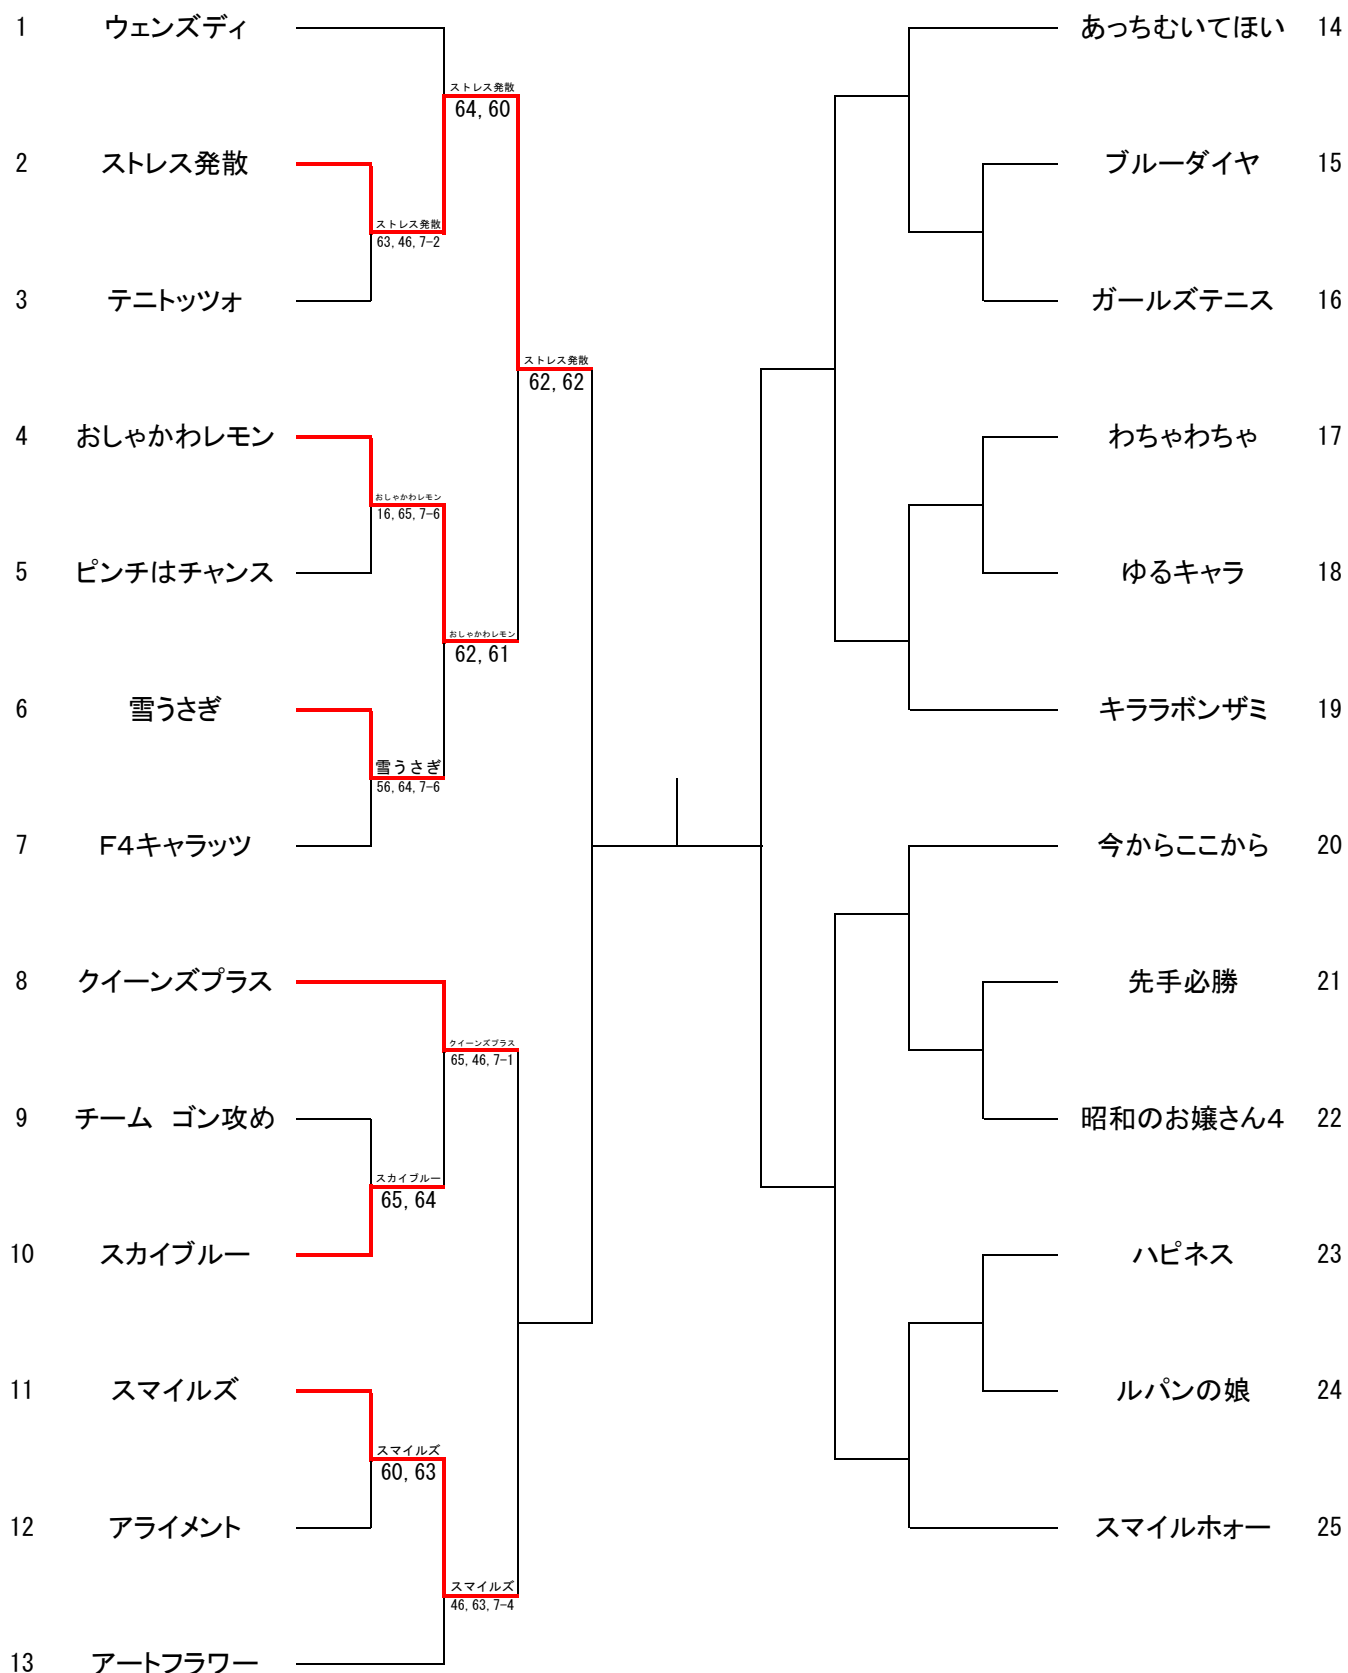 1 ウェンズディ
あっちむいてほい 14
ストレス発散
64, 60
2 ストレス発散
ブルーダイヤ 15
ストレス発散
63, 46, 7-2
3 テニトッツォ
ガールズテニス 16
ストレス発散
62, 62
4 おしゃかわレモン
わちゃわちゃ 17
おしゃかわレモン
16, 65, 7-6
5 ピンチはチャンス
ゆるキャラ 18
おしゃかわレモン
62, 61
6 雪うさぎ
キララボンザミ 19
雪うさぎ
56, 64, 7-6
7 F4キャラッツ
今からここから 20
8 クイーンズプラス
先手必勝 21
クイーンズプラス
65, 46, 7-1
9 チーム ゴン攻め
昭和のお嬢さん4 22
スカイブルー
65, 64
10 スカイブルー
ハピネス 23
11 スマイルズ
ルパンの娘 24
スマイルズ
60, 63
12 アライメント
スマイルホォー 25
スマイルズ
46, 63, 7-4
13 アートフラワー